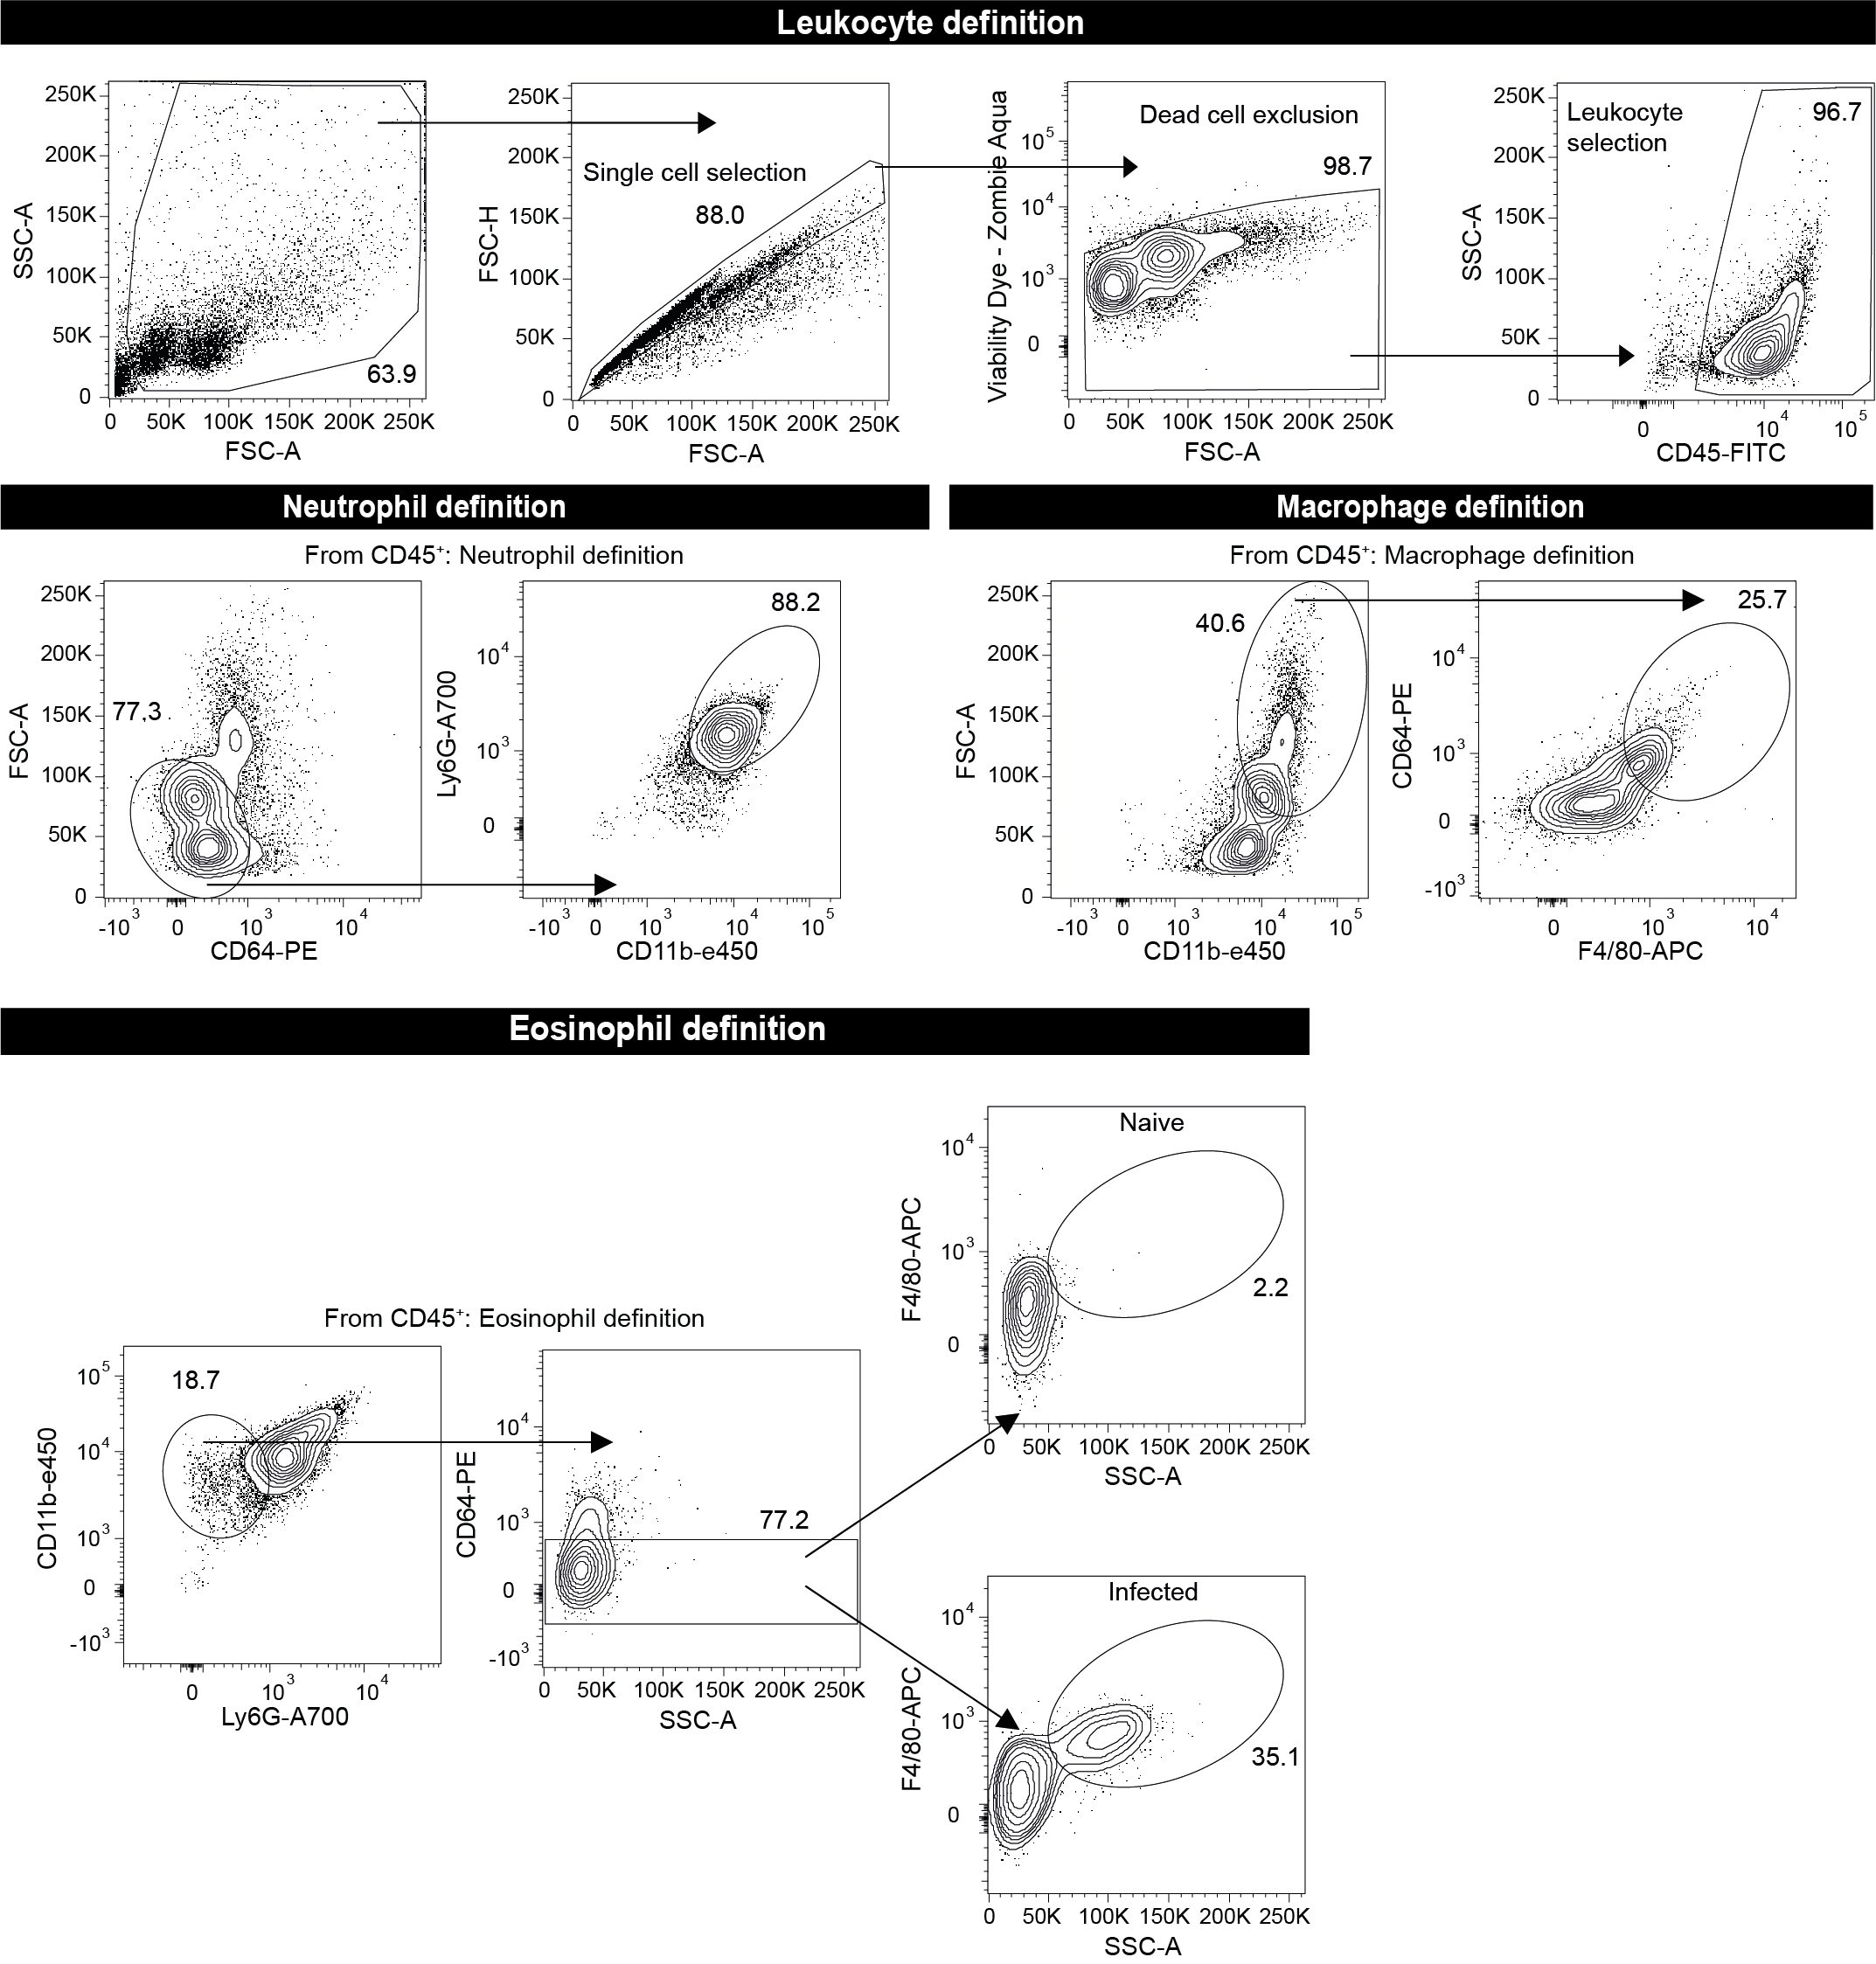 Leukocyte definition
250K
200K
150K
100K
50K
0
SSC-A
0 50K 100K 150K 200K 250K
FSC-A
63.9
250K
200K
150K
100K
50K
0
FSC-H
Single cell selection
88.0
0 50K 100K 150K 200K 250K
FSC-A
Viability Dye - Zombie Aqua
10^5
10^4
10^3
0
Dead cell exclusion
98.7
0 50K 100K 150K 200K 250K
FSC-A
250K
200K
150K
100K
50K
0
SSC-A
Leukocyte
selection
96.7
0 10^4 10^5
CD45-FITC
Neutrophil definition
From CD45⁺: Neutrophil definition
250K
200K
150K
100K
50K
0
FSC-A
77.3
-10^3 0 10^3 10^4
CD64-PE
Ly6G-A700
10^4
10^3
0
88.2
-10^3 0 10^3 10^4 10^5
CD11b-e450
Macrophage definition
From CD45⁺: Macrophage definition
250K
200K
150K
100K
50K
0
FSC-A
40.6
-10^3 0 10^3 10^4 10^5
CD11b-e450
CD64-PE
10^4
10^3
0
-10^3
25.7
0 10^3 10^4
F4/80-APC
Eosinophil definition
From CD45⁺: Eosinophil definition
CD11b-e450
10^5
10^4
10^3
0
-10^3
18.7
0 10^3 10^4
Ly6G-A700
CD64-PE
10^4
10^3
0
-10^3
77.2
0 50K 100K 150K 200K 250K
SSC-A
Naive
F4/80-APC
10^4
10^3
0
2.2
0 50K 100K 150K 200K 250K
SSC-A
Infected
F4/80-APC
10^4
10^3
0
35.1
0 50K 100K 150K 200K 250K
SSC-A